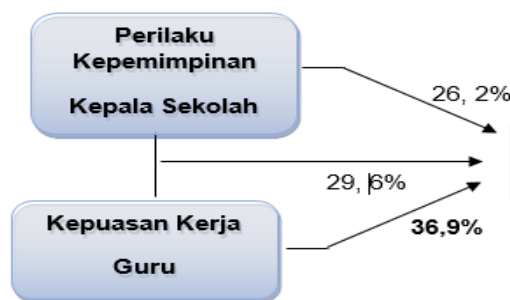 Perilaku
Kepemimpinan
Kepala Sekolah
26, 2%
29, 6%
Kepuasan Kerja
Guru
36,9%